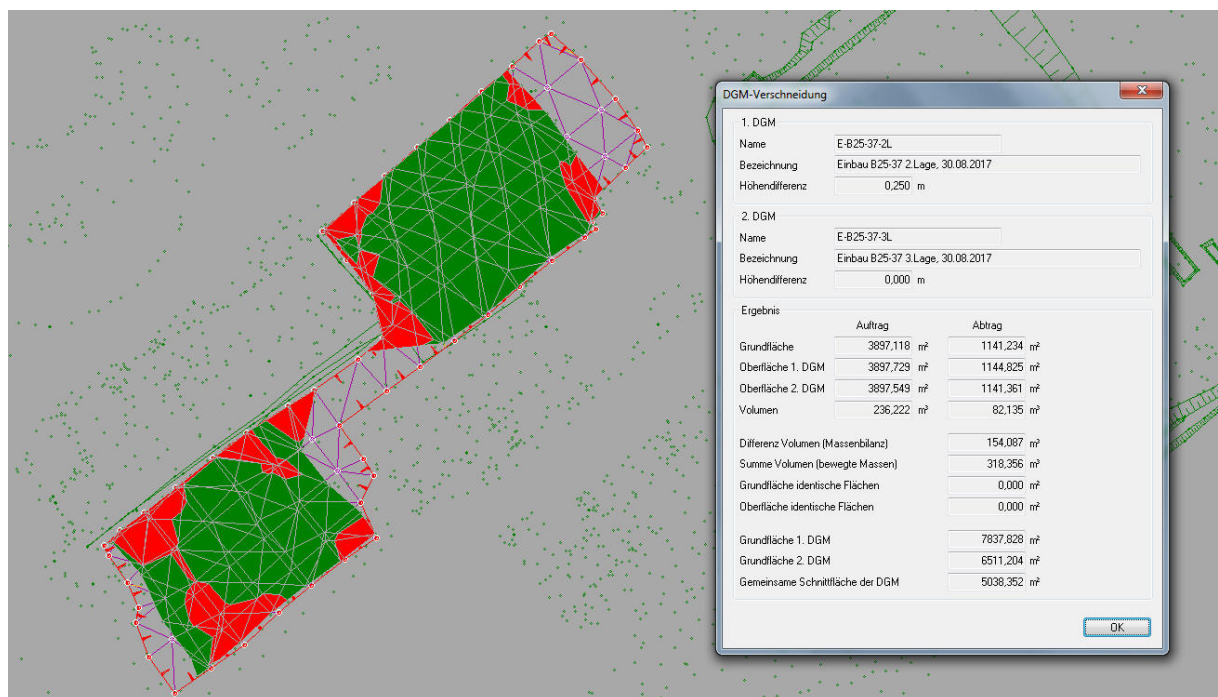 DGM-Verschneidung
1. DGM
Name E-B25-37-2L
Bezeichnung Einbau B25-37 2.Lage, 30.08.2017
Höhendifferenz 0,250 m
2. DGM
Name E-B25-37-3L
Bezeichnung Einbau B25-37 3.Lage, 30.08.2017
Höhendifferenz 0,000 m
Ergebnis
Auftrag Abtrag
Grundfläche 3897,118 m² 1141,234 m²
Oberfläche 1. DGM 3897,729 m² 1144,825 m²
Oberfläche 2. DGM 3897,549 m² 1141,361 m²
Volumen 236,222 m³ 82,135 m³
Differenz Volumen (Massenbilanz) 154,087 m³
Summe Volumen (bewegte Massen) 318,356 m³
Grundfläche identische Flächen 0,000 m²
Oberfläche identische Flächen 0,000 m²
Grundfläche 1. DGM 7837,828 m²
Grundfläche 2. DGM 6511,204 m²
Gemeinsame Schnittfläche der DGM 5038,352 m²
OK